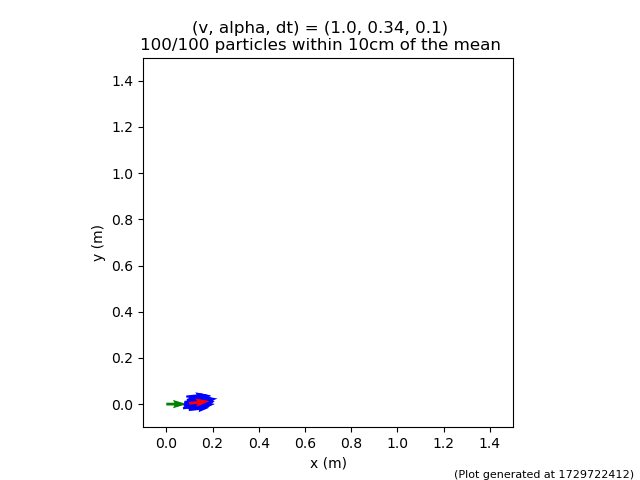 (v, alpha, dt) = (1.0, 0.34, 0.1)
100/100 particles within 10cm of the mean
1.4
1.2
1.0
0.8
0.6
0.4
0.2
0.0
y (m)
0.0 0.2 0.4 0.6 0.8 1.0 1.2 1.4
x (m)
(Plot generated at 1729722412)